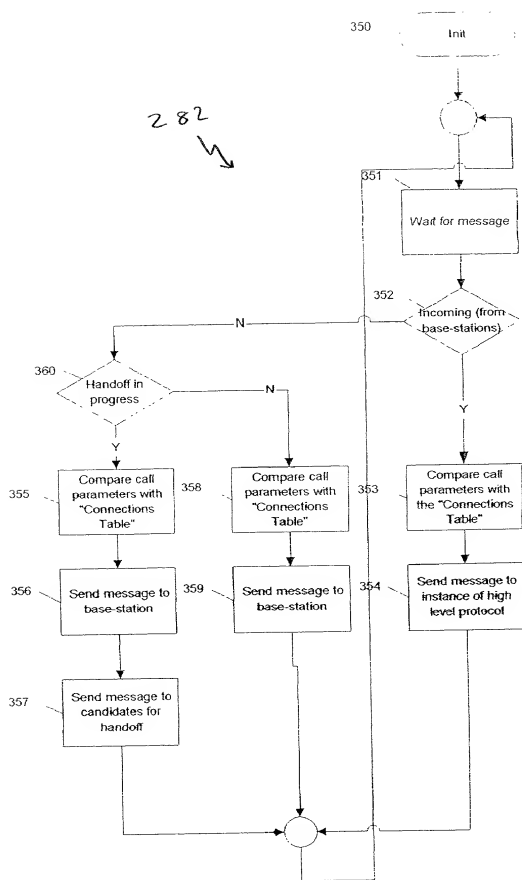 350
Init
282
351
Wait for message
352
Incoming (from
base-stations)
N
360
Handoff in
progress
N
Y
Y
355
Compare call
parameters with
"Connections
Table"
358
Compare call
parameters with
"Connections
Table"
353
Compare call
parameters with
the "Connections
Table"
356
Send message to
base-station
359
Send message to
base-station
354
Send message to
instance of high
level protocol
357
Send message to
candidates for
handoff